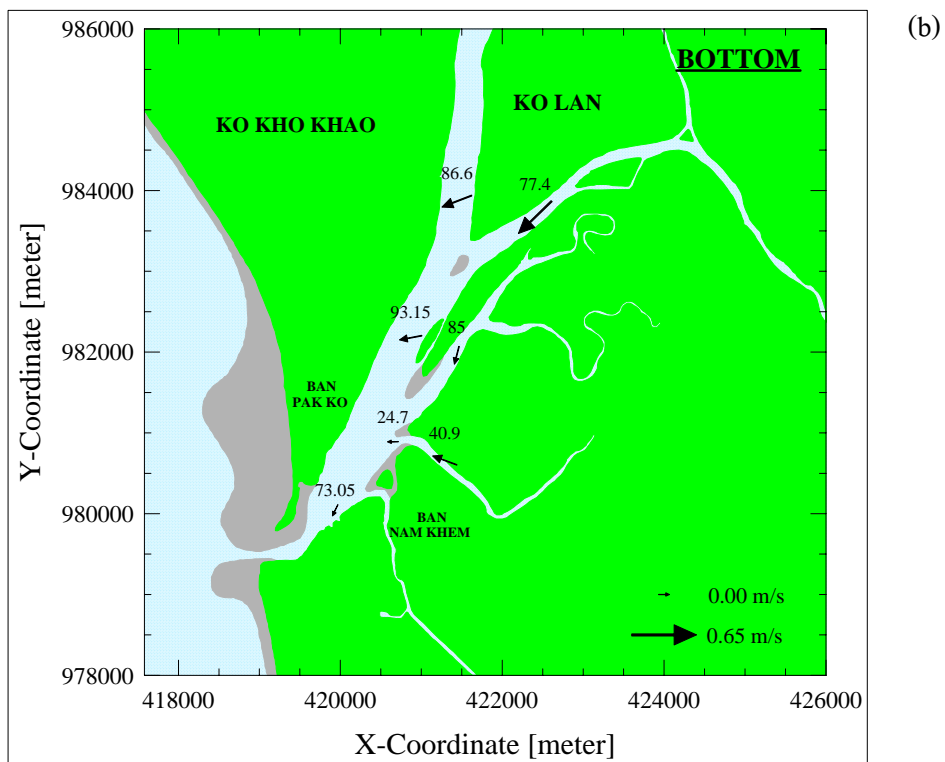 986000
(b)
BOTTOM
KO LAN
KO KHO KHAO
86.6
77.4
984000
93.15
85
982000
BAN
PAK KO
24.7
40.9
73.05
980000
BAN
NAM KHEM
0.00 m/s
0.65 m/s
978000
418000 420000 422000 424000 426000
X-Coordinate [meter]
Y-Coordinate [meter]